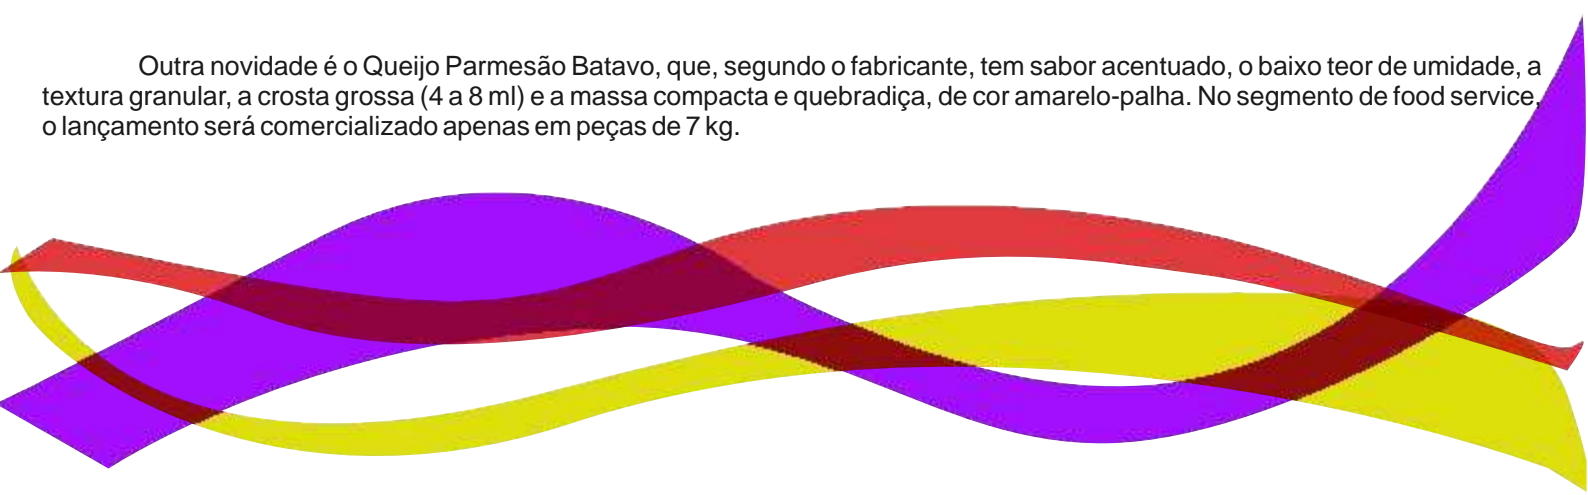 Outra novidade é o Queijo Parmesão Batavo, que, segundo o fabricante, tem sabor acentuado, o baixo teor de umidade, a
textura granular, a crosta grossa (4 a 8 ml) e a massa compacta e quebradiça, de cor amarelo-palha. No segmento de food service,
o lançamento será comercializado apenas em peças de 7 kg.